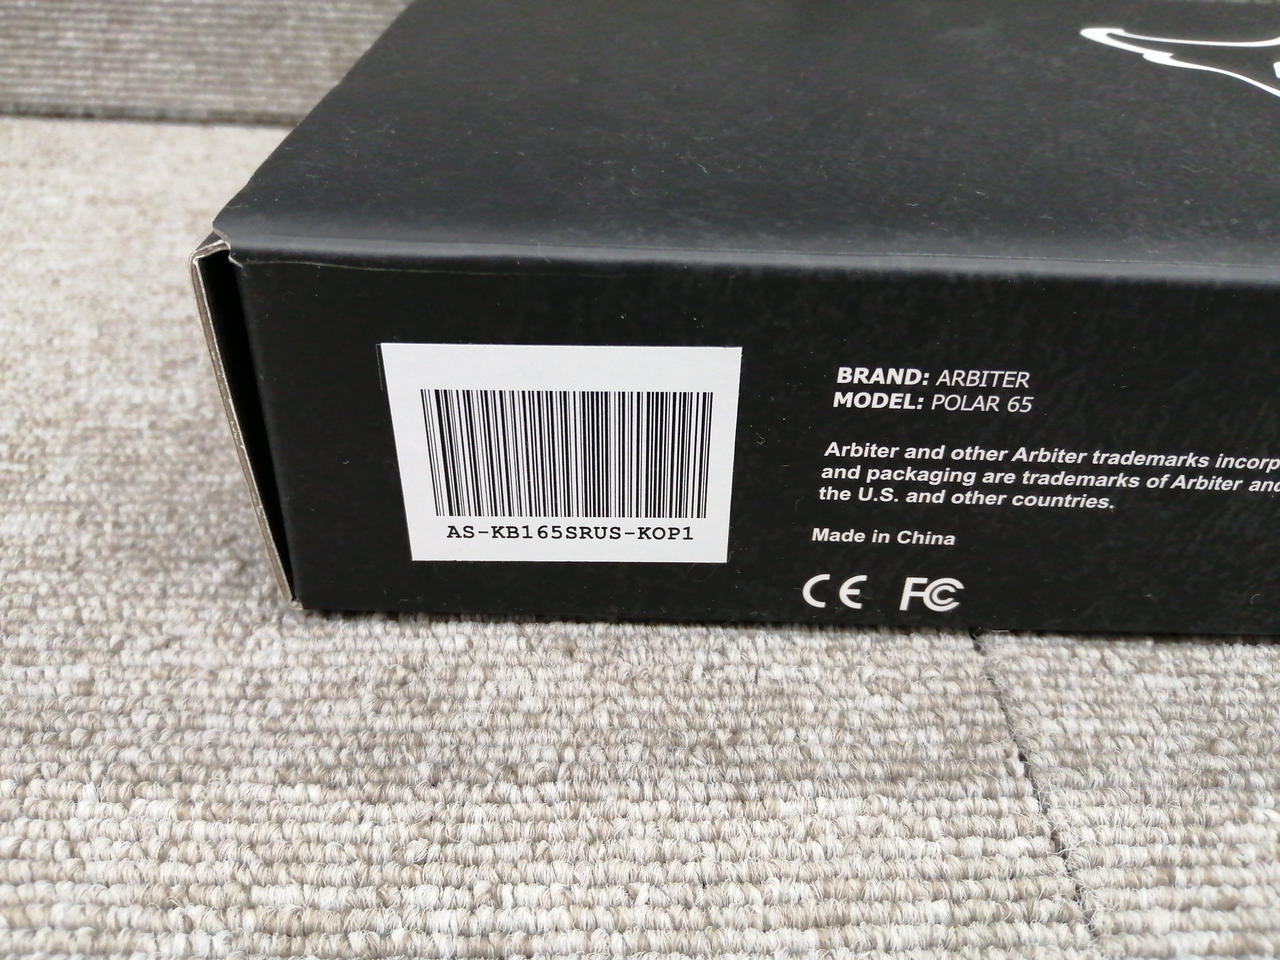 AS-KB165SRUS-KOP1
BRAND: ARBITER
MODEL: POLAR 65
Arbiter and other Arbiter trademarks incorp
and packaging are trademarks of Arbiter and
the U.S. and other countries.
Made in China
CE FC